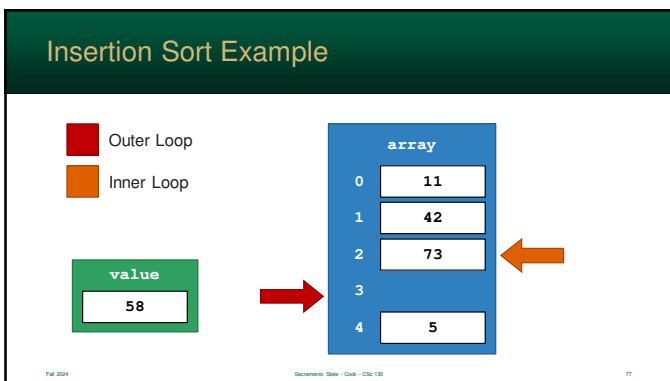 Insertion Sort Example
Outer Loop
Inner Loop
value
58
array
0 11
1 42
2 73
3
4 5
Fall 2024
Sacramento State - Cook - CSc 130
77